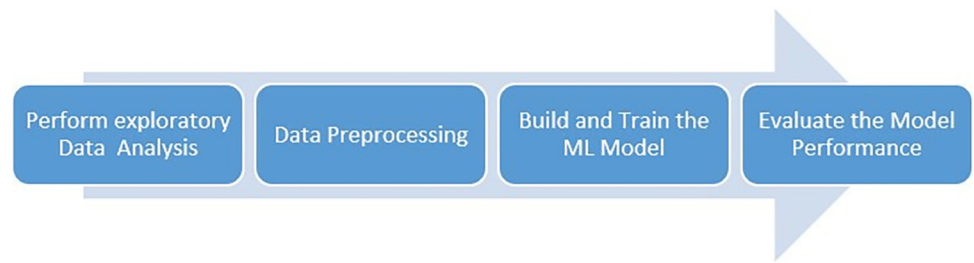 Perform exploratory
Data Analysis
Data Preprocessing
Build and Train the
ML Model
Evaluate the Model
Performance